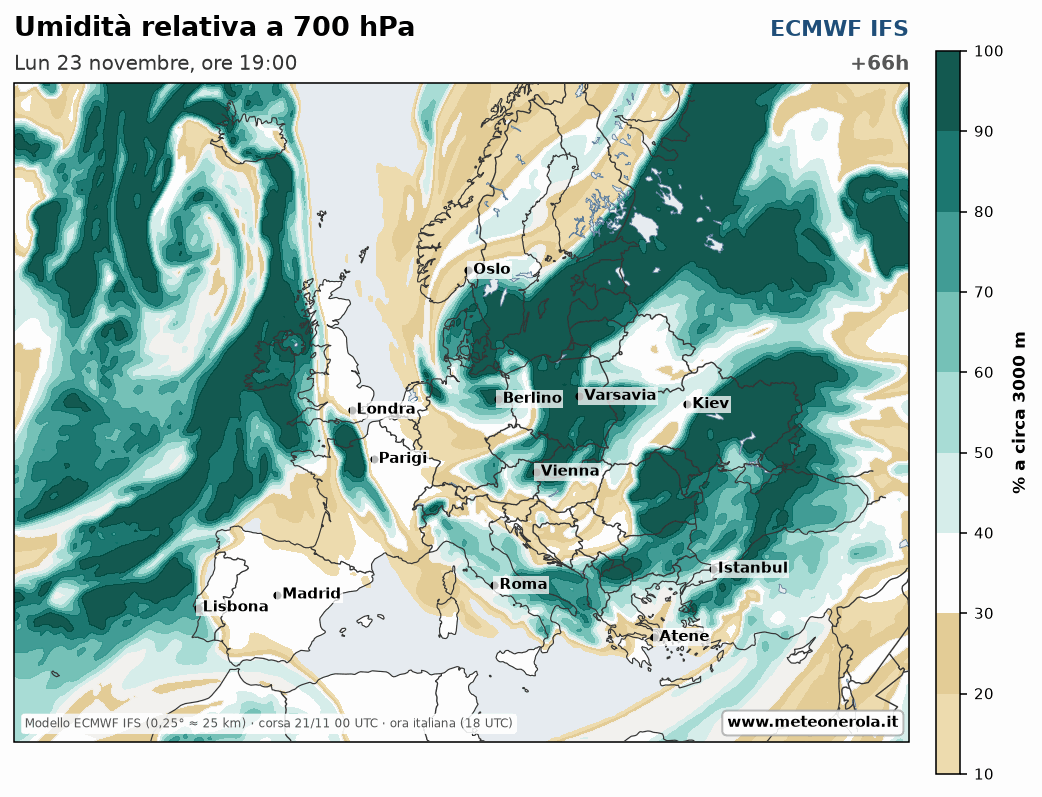 Umidità relativa a 700 hPa
ECMWF IFS
Lun 23 novembre, ore 19:00
+66h
100
90
80
70
60
50
40
30
20
10
% a circa 3000 m
Oslo
Berlino
Varsavia
Kiev
Londra
Parigi
Vienna
Istanbul
Roma
Madrid
Lisbona
Atene
Modello ECMWF IFS (0,25° ≈ 25 km) · corsa 21/11 00 UTC · ora italiana (18 UTC)
www.meteonerola.it